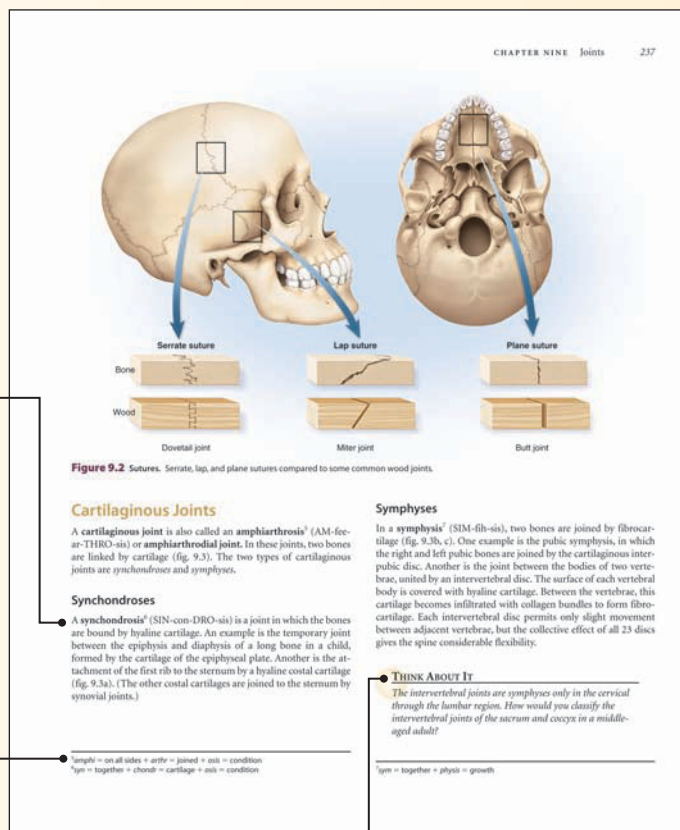 CHAPTER NINE Joints 237
Serrate suture
Lap suture
Plane suture
Bone
Wood
Dovetail joint
Miter joint
Butt joint
Figure 9.2 Sutures. Serrate, lap, and plane sutures compared to some common wood joints.
Cartilaginous Joints
A cartilaginous joint is also called an amphiarthrosis⁵ (AM-fee-
ar-THRO-sis) or amphiarthrodial joint. In these joints, two bones
are linked by cartilage (fig. 9.3). The two types of cartilaginous
joints are synchondroses and symphyses.
Synchondroses
A synchondrosis⁶ (SIN-con-DRO-sis) is a joint in which the bones
are bound by hyaline cartilage. An example is the temporary joint
between the epiphysis and diaphysis of a long bone in a child,
formed by the cartilage of the epiphyseal plate. Another is the at-
tachment of the first rib to the sternum by a hyaline costal cartilage
(fig. 9.3a). (The other costal cartilages are joined to the sternum by
synovial joints.)
⁵amphi = on all sides + arthr = joined + osis = condition
⁶syn = together + chondr = cartilage + osis = condition
Symphyses
In a symphysis⁷ (SIM-fih-sis), two bones are joined by fibrocar-
tilage (fig. 9.3b, c). One example is the pubic symphysis, in which
the right and left pubic bones are joined by the cartilaginous inter-
pubic disc. Another is the joint between the bodies of two verte-
brae, united by an intervertebral disc. The surface of each vertebral
body is covered with hyaline cartilage. Between the vertebrae, this
cartilage becomes infiltrated with collagen bundles to form fibro-
cartilage. Each intervertebral disc permits only slight movement
between adjacent vertebrae, but the collective effect of all 23 discs
gives the spine considerable flexibility.
THINK ABOUT IT
The intervertebral joints are symphyses only in the cervical
through the lumbar region. How would you classify the
intervertebral joints of the sacrum and coccyx in a middle-
aged adult?
⁷sym = together + physis = growth